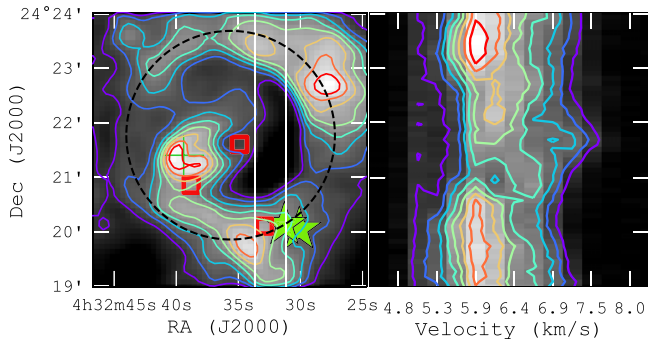 24°24'
23'
22'
21'
20'
19'
Dec (J2000)
4h32m45s 40s 35s 30s 25s
RA (J2000)
4.8 5.3 5.9 6.4 6.9 7.5 8.0
Velocity (km/s)